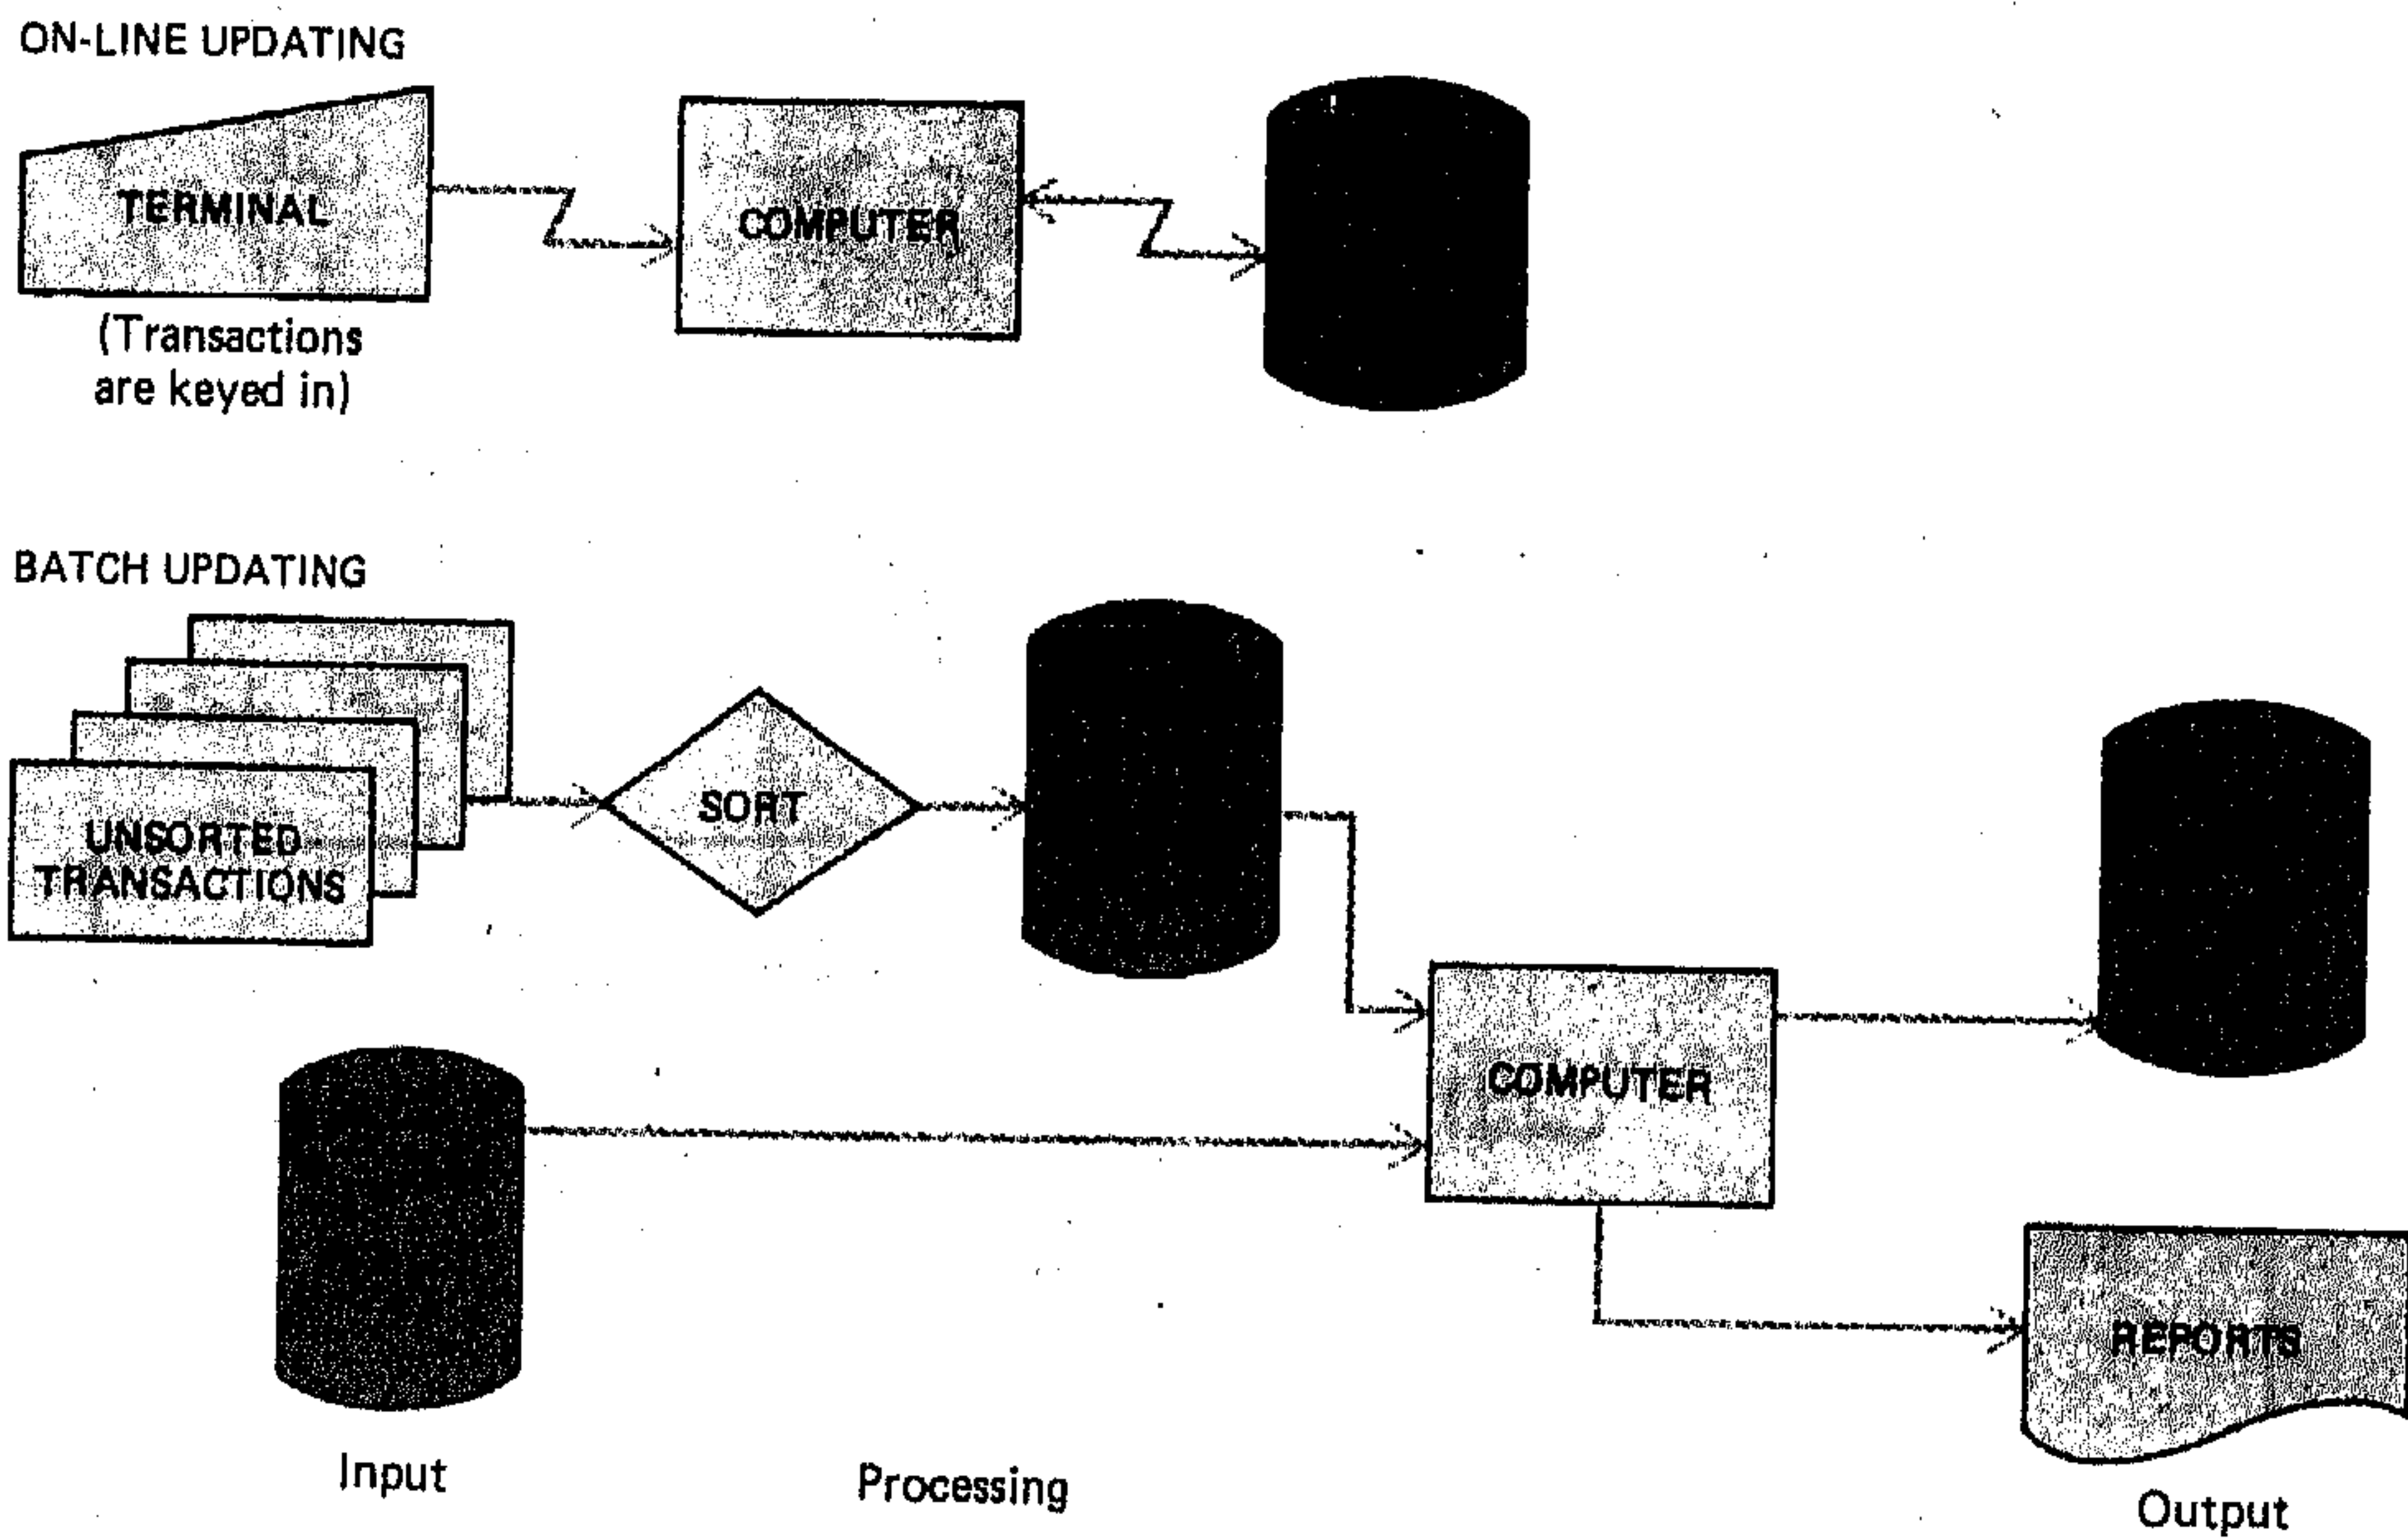 ON-LINE UPDATING
TERMINAL
COMPUTER
(Transactions
are keyed in)
BATCH UPDATING
UNSORTED
TRANSACTIONS
SORT
COMPUTER
REPORTS
Input
Processing
Output